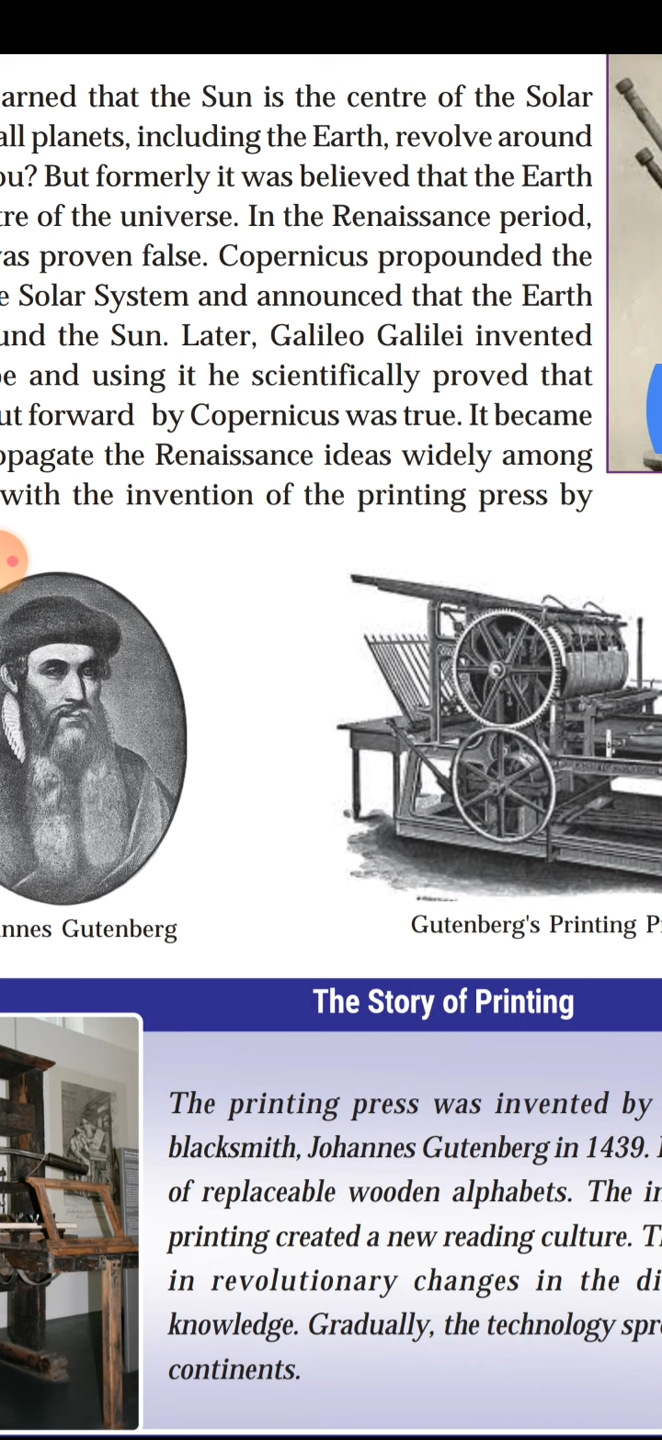 arned that the Sun is the centre of the Solar
all planets, including the Earth, revolve around
ou? But formerly it was believed that the Earth
tre of the universe. In the Renaissance period,
as proven false. Copernicus propounded the
e Solar System and announced that the Earth
und the Sun. Later, Galileo Galilei invented
e and using it he scientifically proved that
ut forward by Copernicus was true. It became
opagate the Renaissance ideas widely among
with the invention of the printing press by
nnes Gutenberg
Gutenberg's Printing P
The Story of Printing
The printing press was invented by
blacksmith, Johannes Gutenberg in 1439.
of replaceable wooden alphabets. The in
printing created a new reading culture. T
in revolutionary changes in the di
knowledge. Gradually, the technology spr
continents.